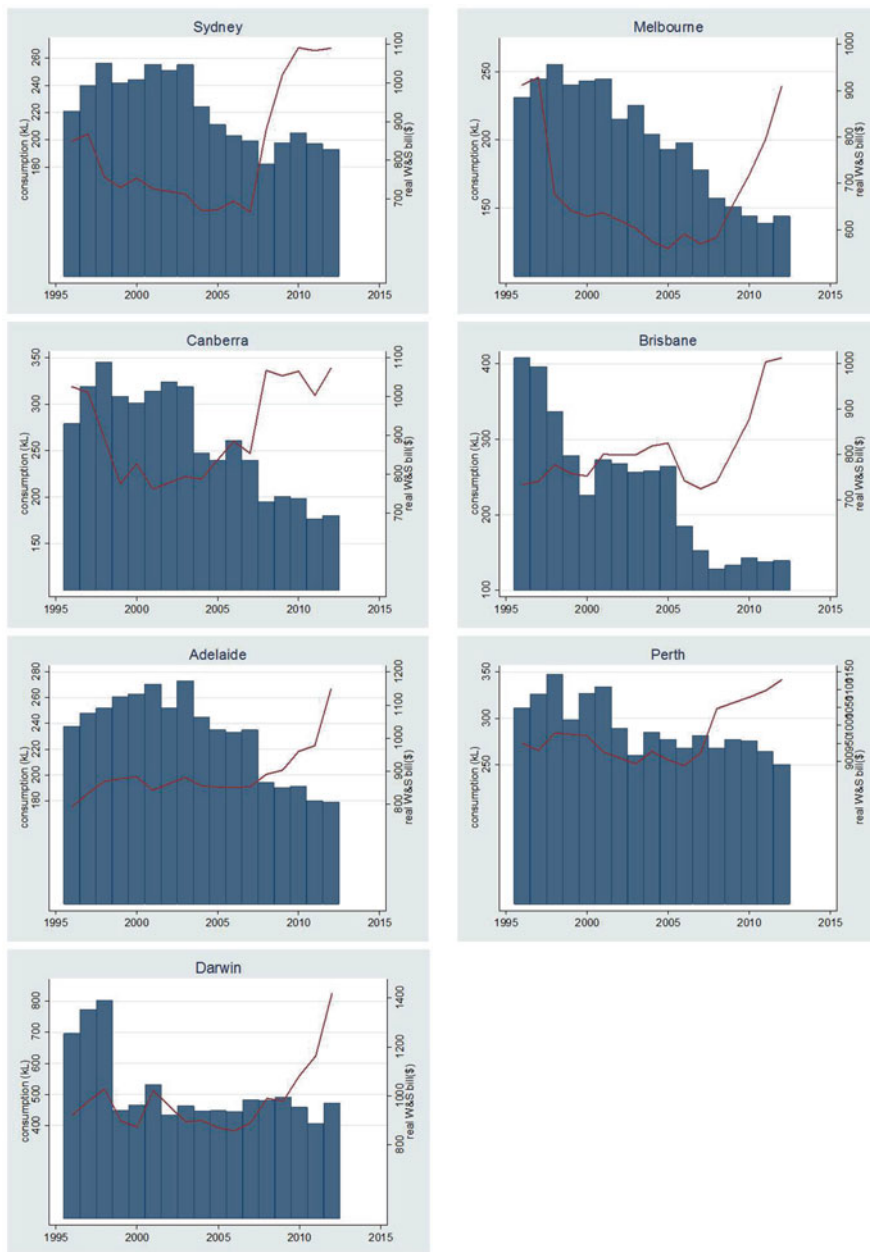 Sydney
consumption (kL)
180 200 220 240 260
real W&S bill($)
700 800 900 1000 1100
1995 2000 2005 2010 2015
Melbourne
consumption (kL)
150 200 250
real W&S bill($)
600 700 800 900 1000
1995 2000 2005 2010 2015
Canberra
consumption (kL)
150 200 250 300 350
real W&S bill($)
700 800 900 1000 1100
1995 2000 2005 2010 2015
Brisbane
consumption (kL)
100 200 300 400
real W&S bill($)
700 800 900 1000
1995 2000 2005 2010 2015
Adelaide
consumption (kL)
180 200 220 240 260 280
real W&S bill($)
800 900 1000 1100 1200
1995 2000 2005 2010 2015
Perth
consumption (kL)
250 300 350
real W&S bill($)
900 950 1000 1050 1100 1150
1995 2000 2005 2010 2015
Darwin
consumption (kL)
400 500 600 700 800
real W&S bill($)
800 1000 1200 1400
1995 2000 2005 2010 2015